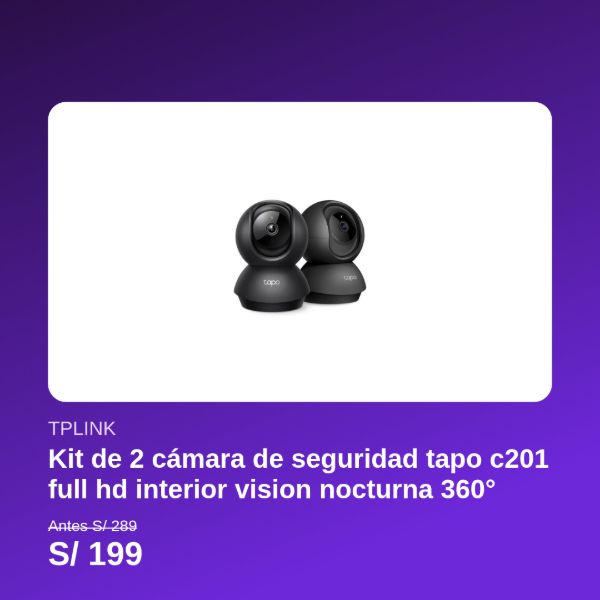 tapo
tapo
TPLINK
Kit de 2 cámara de seguridad tapo c201
full hd interior vision nocturna 360°
Antes S/ 289
S/ 199